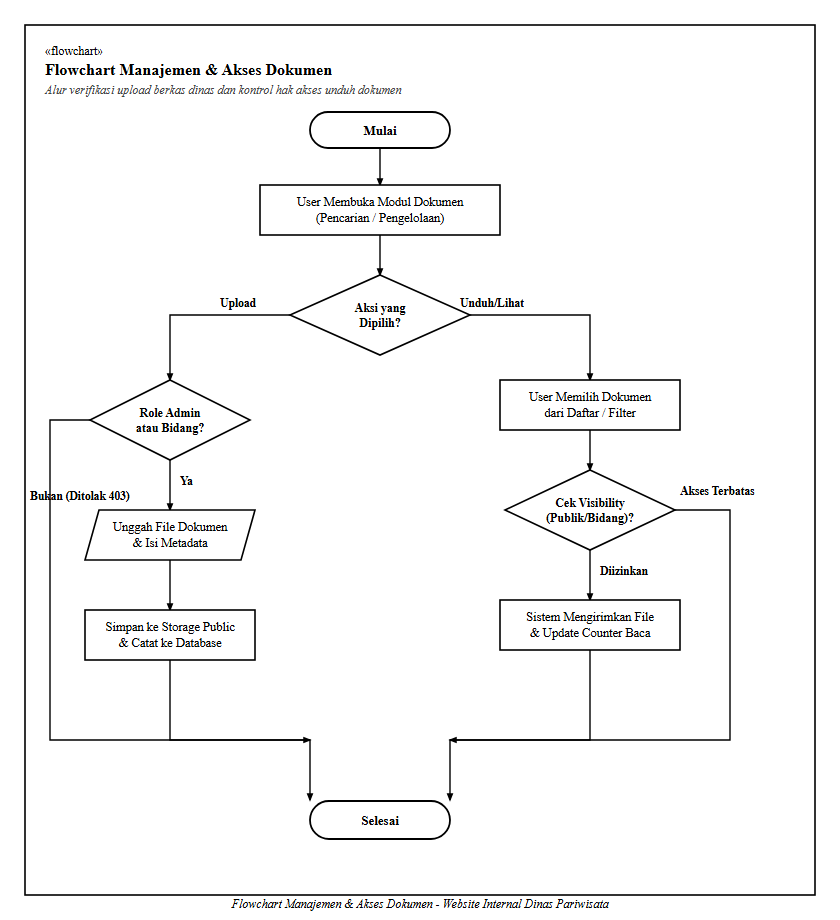 «flowchart»
Flowchart Manajemen & Akses Dokumen
Alur verifikasi upload berkas dinas dan kontrol hak akses unduh dokumen
Mulai
User Membuka Modul Dokumen
(Pencarian / Pengelolaan)
Aksi yang
Dipilih?
Upload
Unduh/Lihat
Role Admin
atau Bidang?
User Memilih Dokumen
dari Daftar / Filter
Ya
Bukan (Ditolak 403)
Akses Terbatas
Cek Visibility
(Publik/Bidang)?
Unggah File Dokumen
& Isi Metadata
Diizinkan
Simpan ke Storage Public
& Catat ke Database
Sistem Mengirimkan File
& Update Counter Baca
Selesai
Flowchart Manajemen & Akses Dokumen - Website Internal Dinas Pariwisata